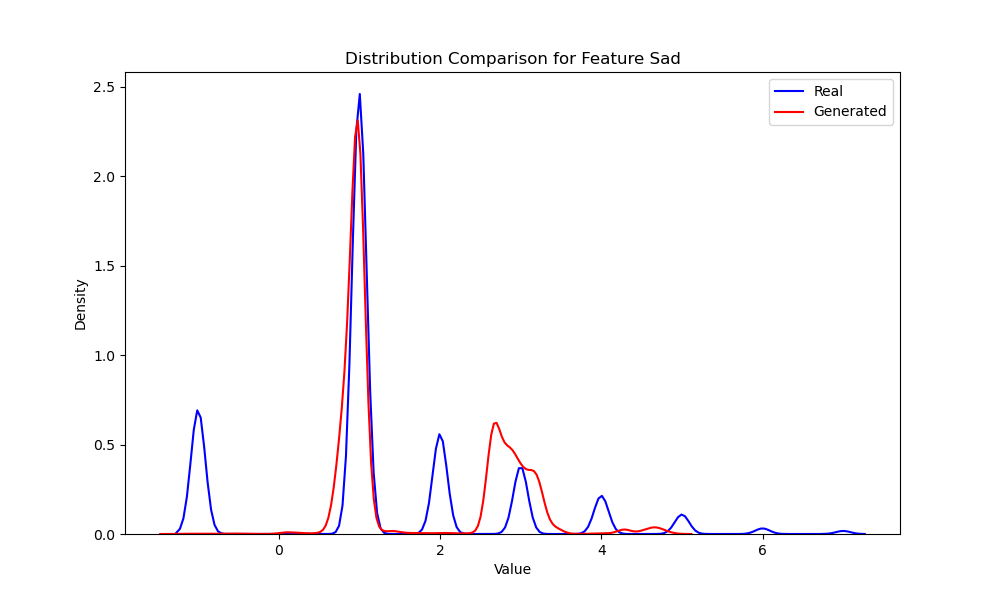 Distribution Comparison for Feature Sad
Real
Generated
2.5
2.0
1.5
1.0
0.5
0.0
Density
0 2 4 6
Value